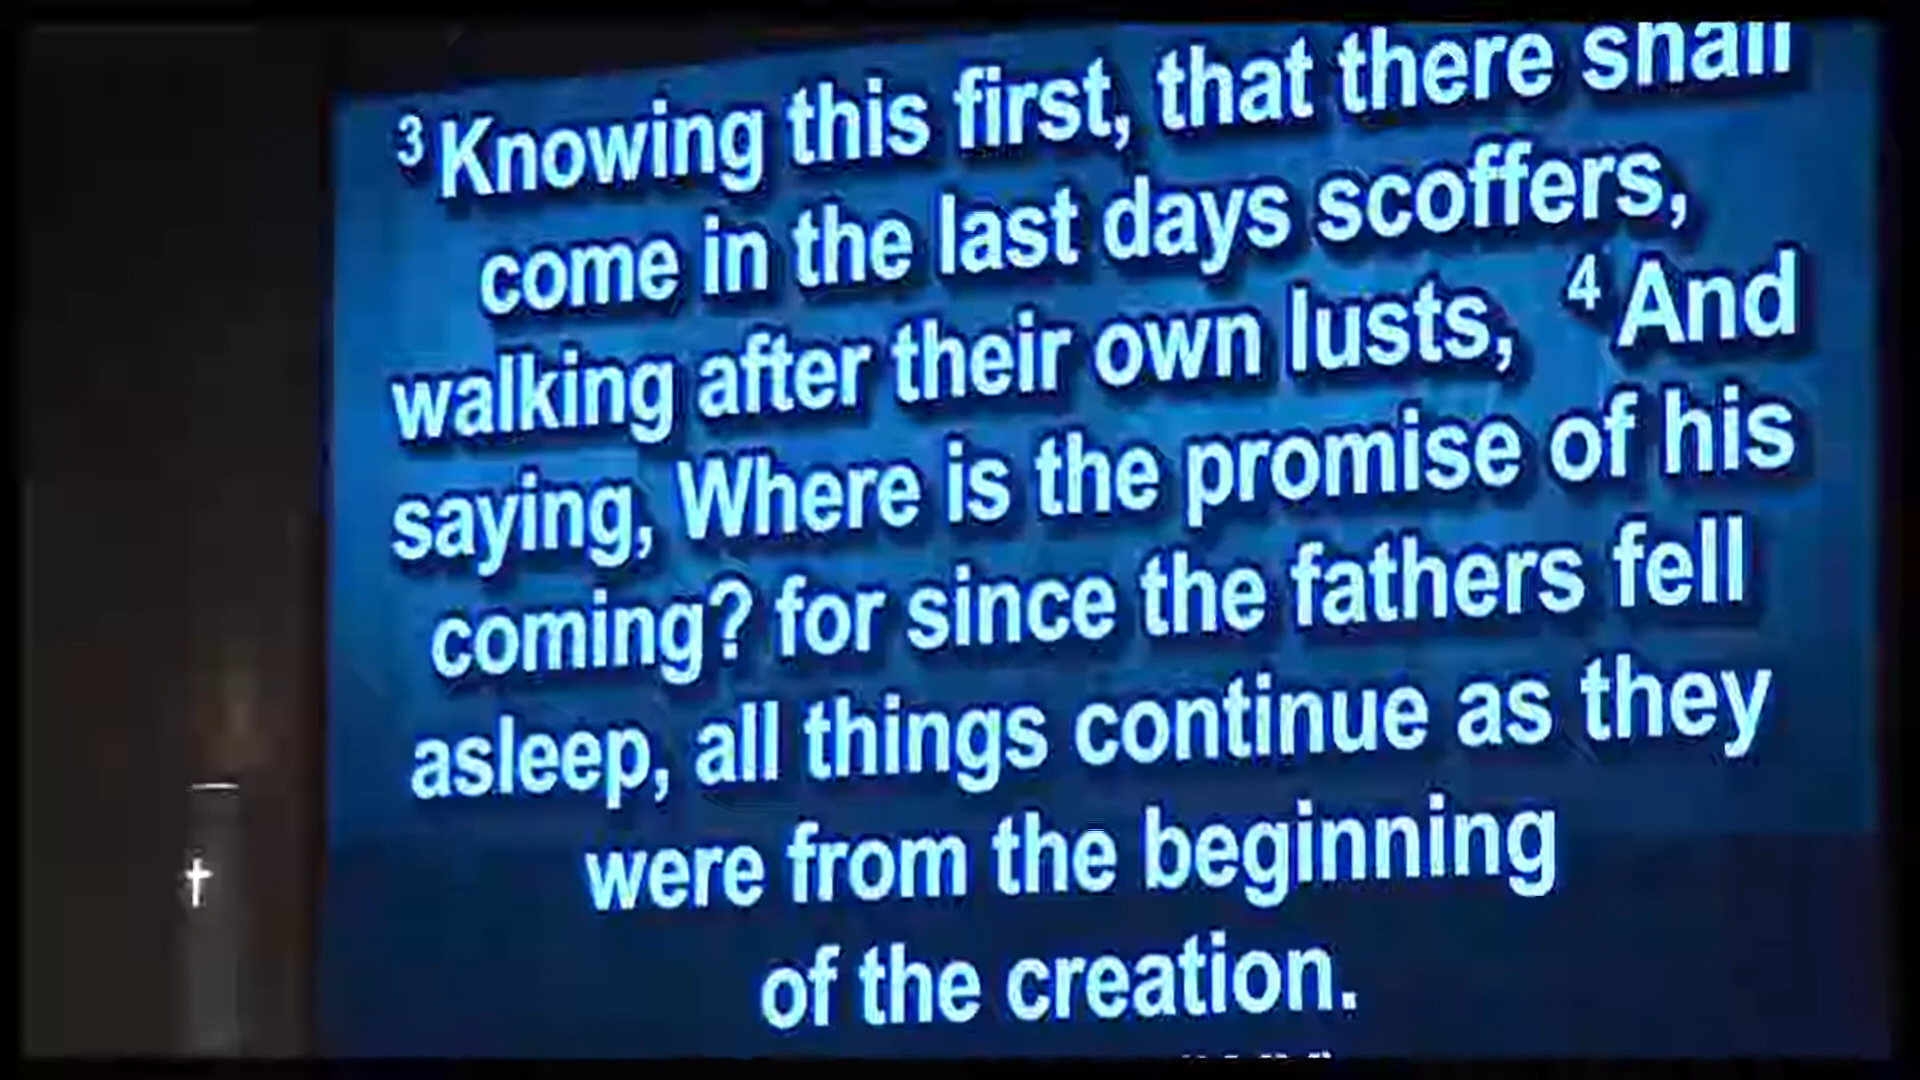 3 Knowing this first, that there shall
come in the last days scoffers,
walking after their own lusts, 4 And
saying, Where is the promise of his
coming? for since the fathers fell
asleep, all things continue as they
were from the beginning
of the creation.